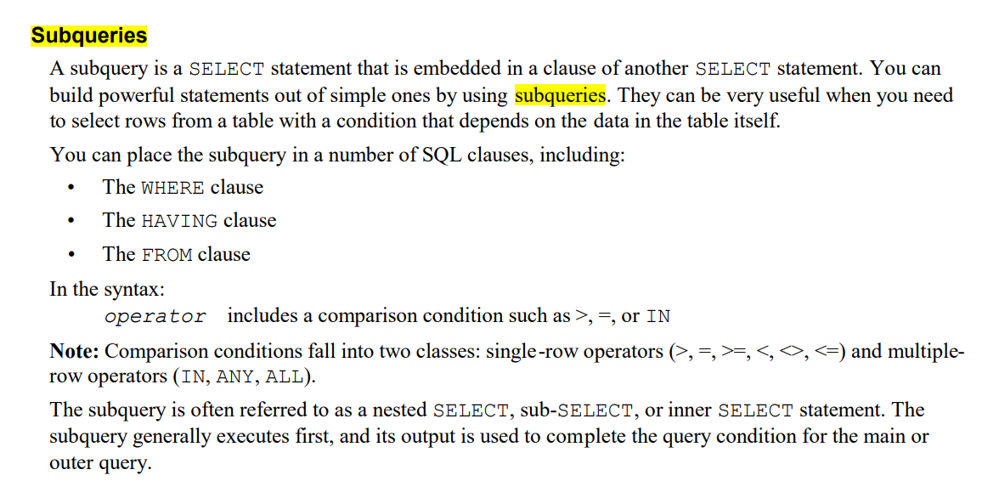 Subqueries
A subquery is a SELECT statement that is embedded in a clause of another SELECT statement. You can
build powerful statements out of simple ones by using subqueries. They can be very useful when you need
to select rows from a table with a condition that depends on the data in the table itself.
You can place the subquery in a number of SQL clauses, including:
• The WHERE clause
• The HAVING clause
• The FROM clause
In the syntax:
operator includes a comparison condition such as >, =, or IN
Note: Comparison conditions fall into two classes: single-row operators (>, =, >=, <, <>, <=) and multiple-
row operators (IN, ANY, ALL).
The subquery is often referred to as a nested SELECT, sub-SELECT, or inner SELECT statement. The
subquery generally executes first, and its output is used to complete the query condition for the main or
outer query.